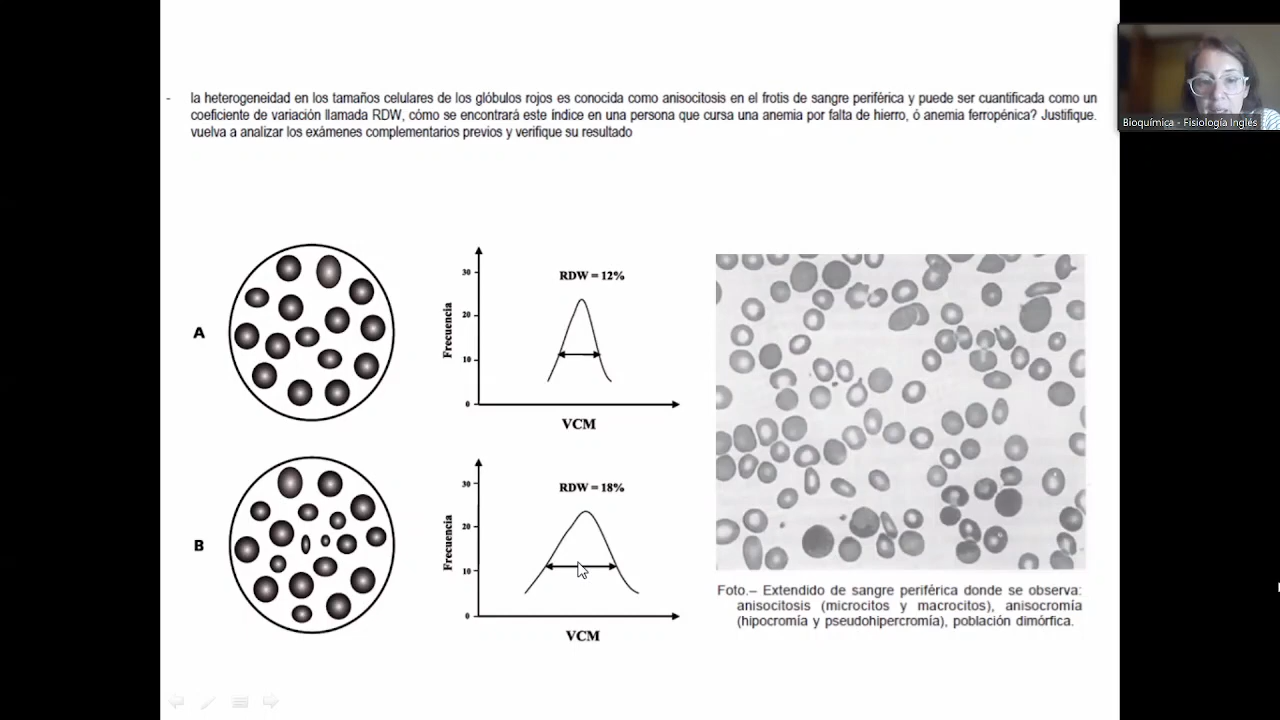 - la heterogeneidad en los tamaños celulares de los glóbulos rojos es conocida como anisocitosis en el frotis de sangre periférica y puede ser cuantificada como un
coeficiente de variación llamada RDW, cómo se encontrará este índice en una persona que cursa una anemia por falta de hierro, ó anemia ferropénica? Justifique.
vuelva a analizar los exámenes complementarios previos y verifique su resultado
Bioquímica - Fisiología Inglés
A
Frecuencia
30
20
10
0
RDW = 12%
VCM
B
Frecuencia
30
20
10
0
RDW = 18%
VCM
Foto.– Extendido de sangre periférica donde se observa:
anisocitosis (microcitos y macrocitos), anisocromía
(hipocromía y pseudohipercromía), población dimórfica.